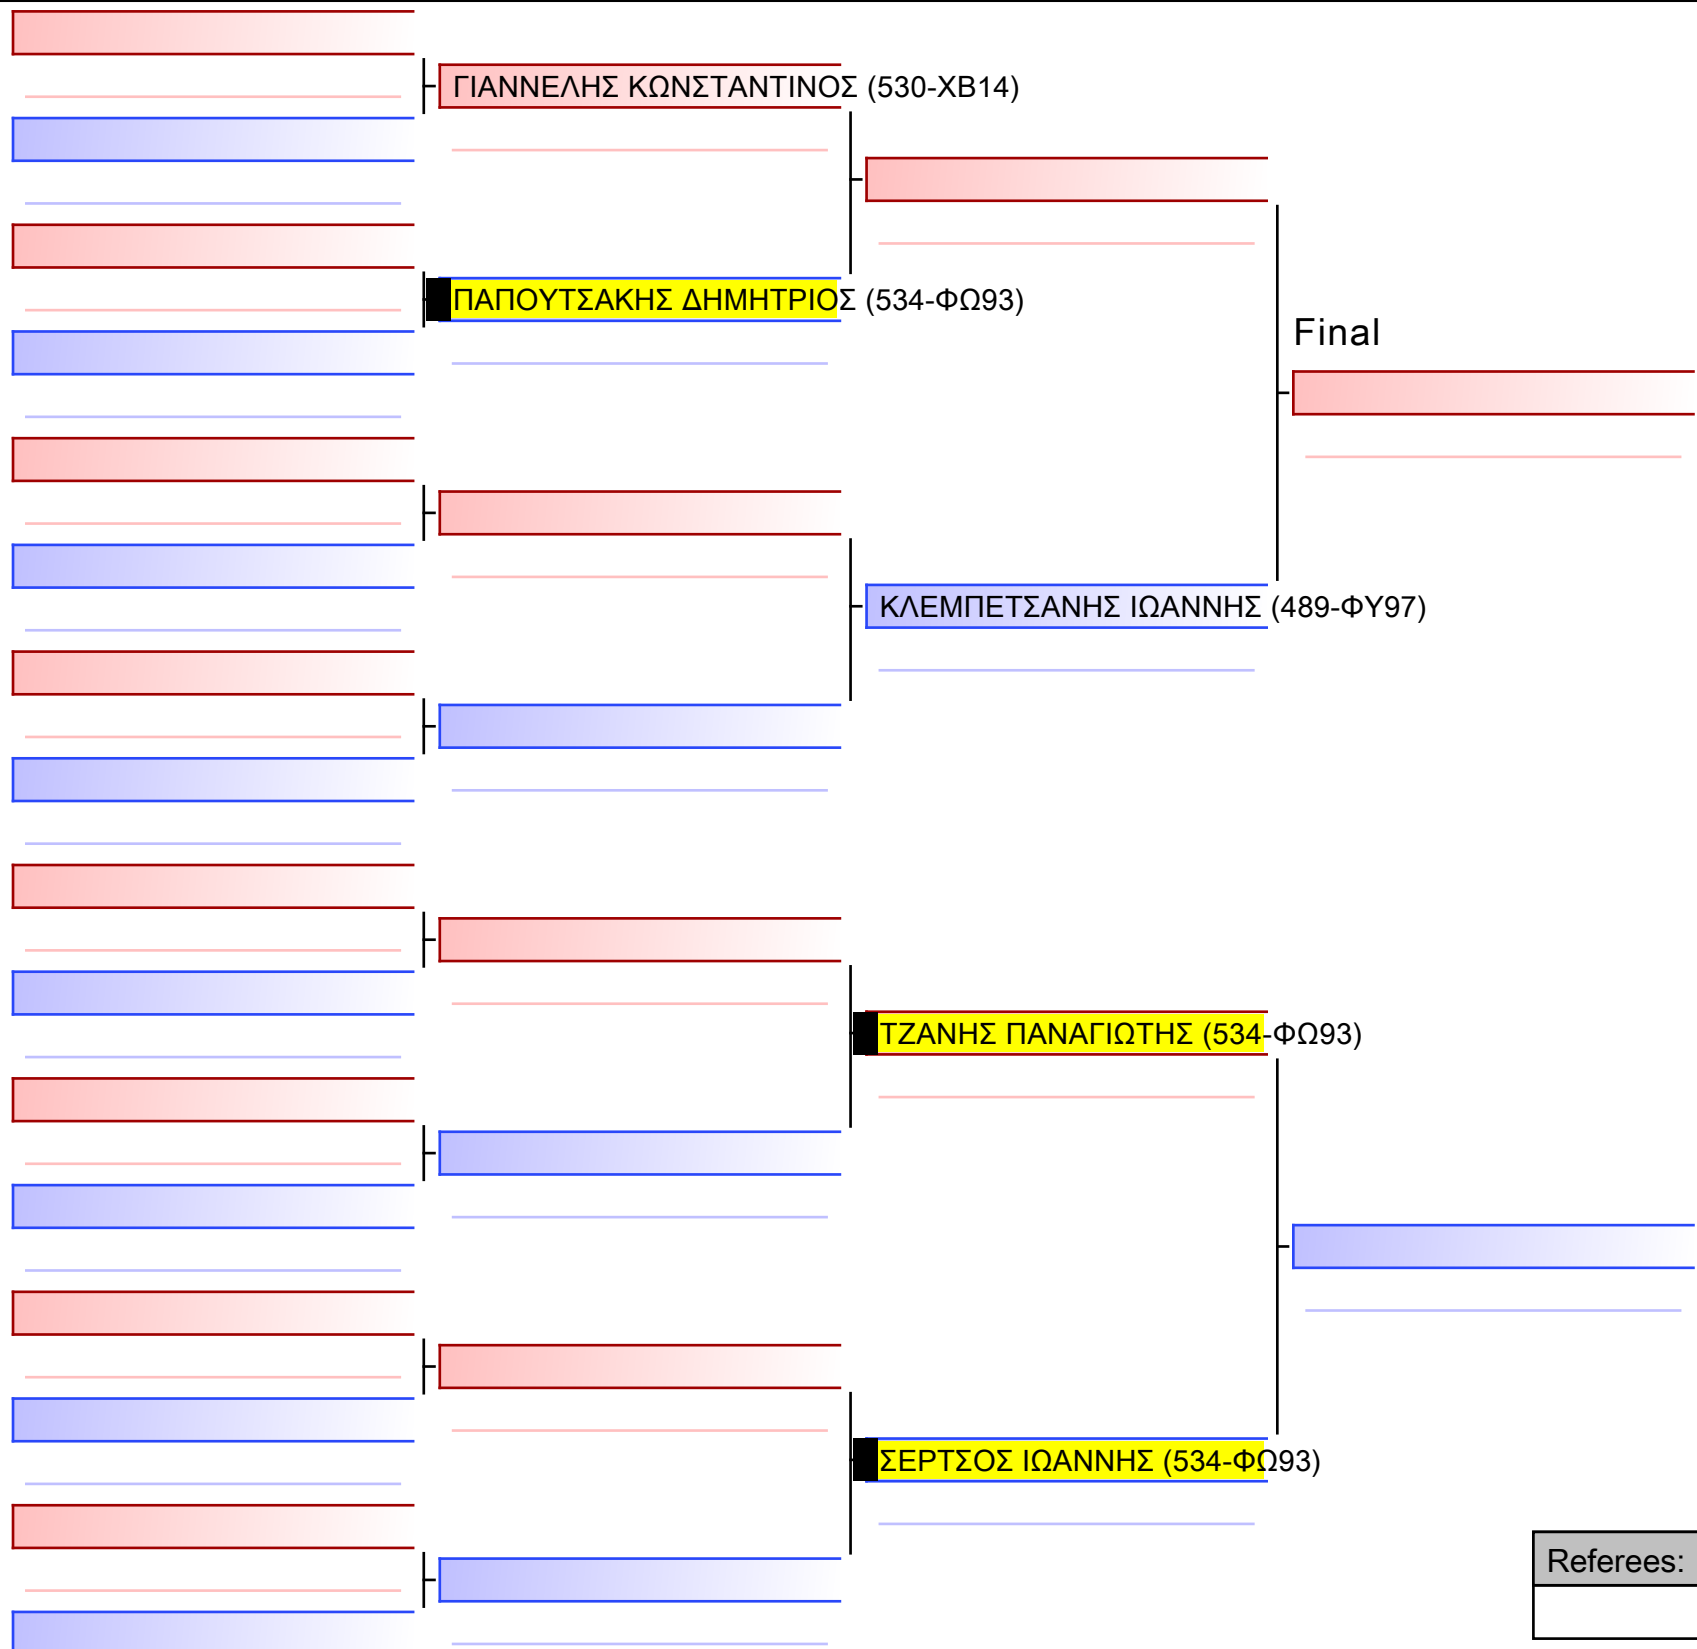 ΓΙΑΝΝΕΛΗΣ ΚΩΝΣΤΑΝΤΙΝΟΣ (530-ΧΒ14)
ΠΑΠΟΥΤΣΑΚΗΣ ΔΗΜΗΤΡΙΟΣ (534-ΦΩ93)
Final
ΚΛΕΜΠΕΤΣΑΝΗΣ ΙΩΑΝΝΗΣ (489-ΦΥ97)
ΤΖΑΝΗΣ ΠΑΝΑΓΙΩΤΗΣ (534-ΦΩ93)
ΣΕΡΤΣΟΣ ΙΩΑΝΝΗΣ (534-ΦΩ93)
Referees: